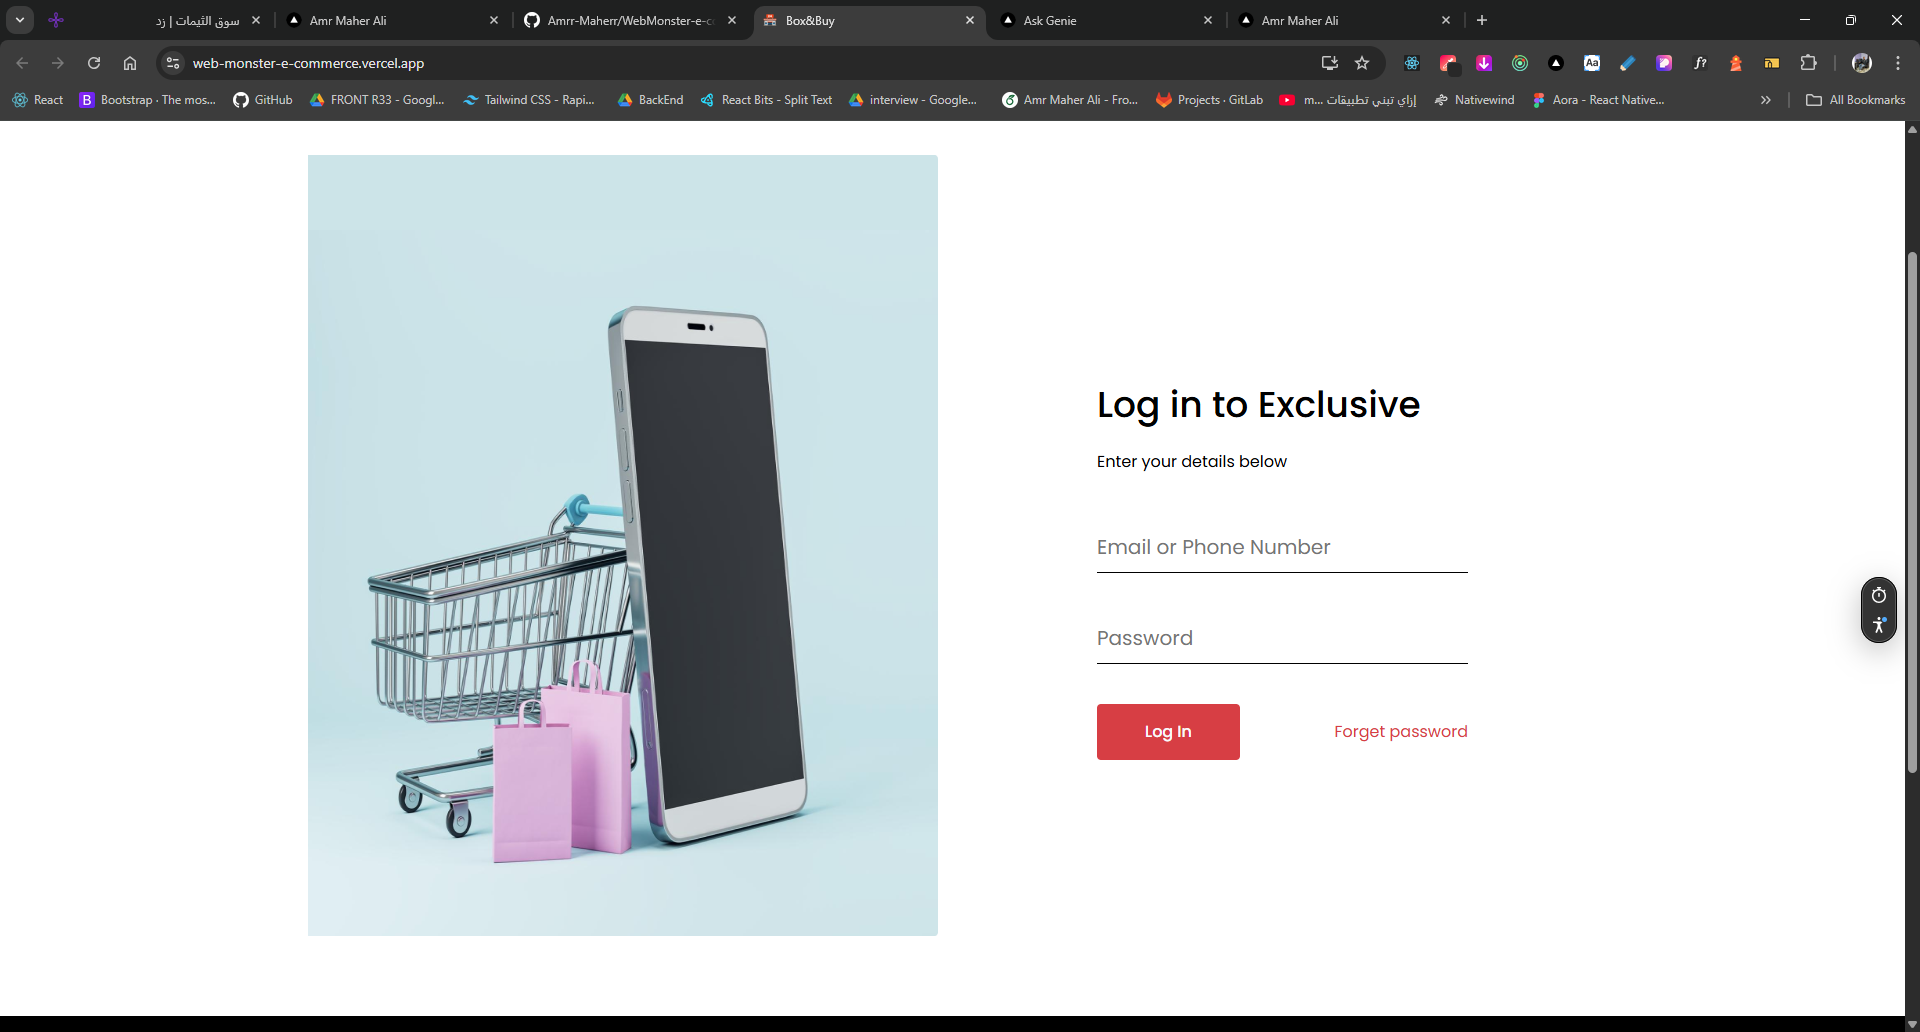 سوق الثيمات | زد
Amr Maher Ali
Amrr-Maherr/WebMonster-e-c
Box&Buy
Ask Genie
Amr Maher Ali
web-monster-e-commerce.vercel.app
React
B Bootstrap · The mos...
GitHub
FRONT R33 - Googl...
Tailwind CSS - Rapi...
BackEnd
React Bits - Split Text
interview - Google...
Amr Maher Ali - Fro...
Projects · GitLab
إزاي تبني تطبيقات m...
Nativewind
Aora - React Native...
All Bookmarks
Log in to Exclusive
Enter your details below
Email or Phone Number
Password
Log In
Forget password